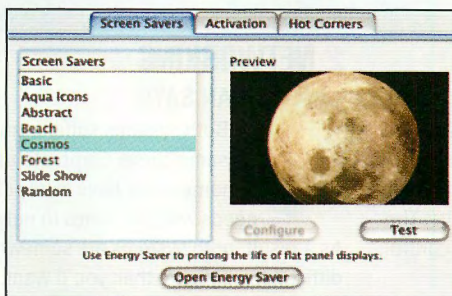 Screen Savers Activation Hot Corners
Screen Savers
Basic
Aqua Icons
Abstract
Beach
Cosmos
Forest
Slide Show
Random
Preview
Configure Test
Use Energy Saver to prolong the life of flat panel displays.
Open Energy Saver